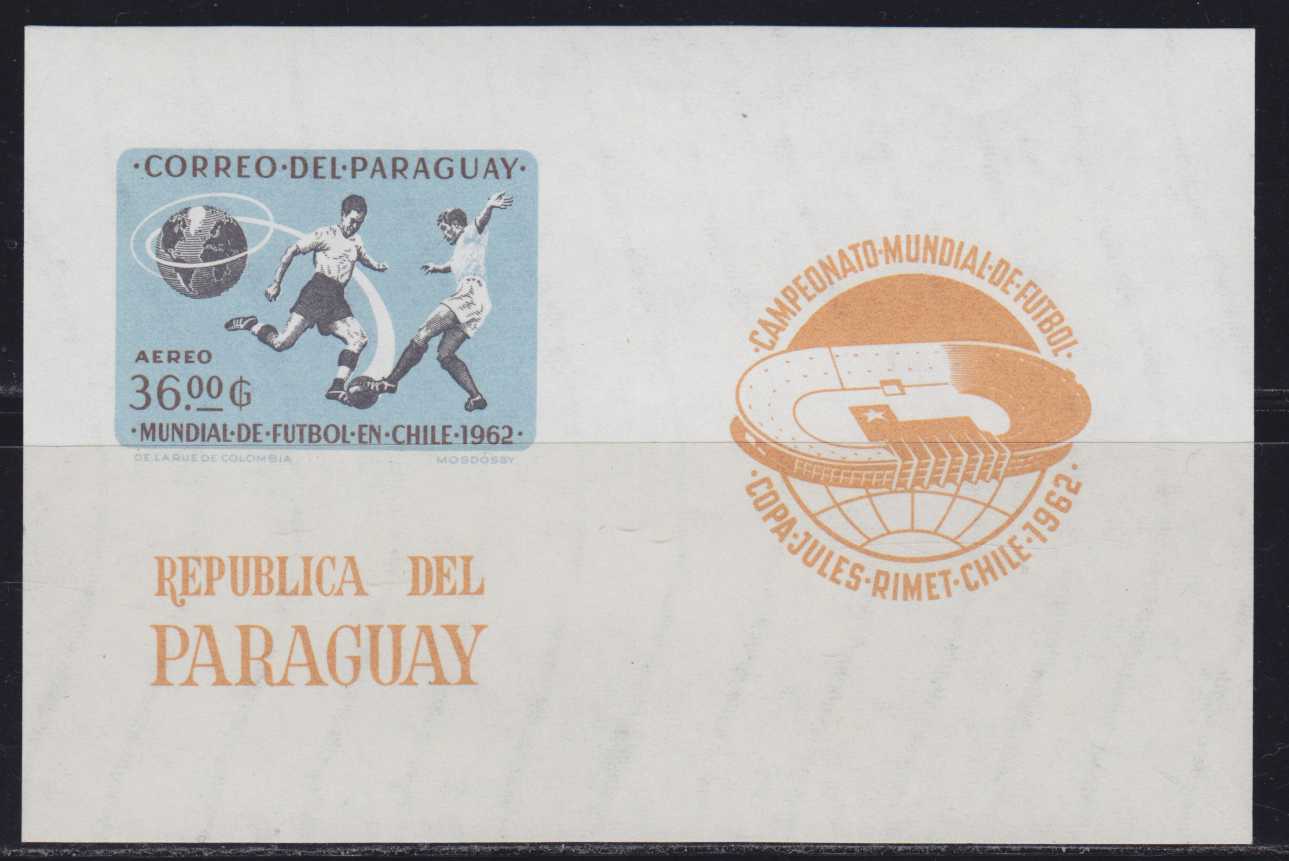 ·CORREO·DEL·PARAGUAY·
AEREO
36.00 ₲
·MUNDIAL·DE·FUTBOL·EN·CHILE·1962·
DE LA RUE DE COLOMBIA
MOSDÓSSY
REPUBLICA DEL
PARAGUAY
·CAMPEONATO·MUNDIAL·DE·FUTBOL·
·COPA·JULES·RIMET·CHILE·1962·